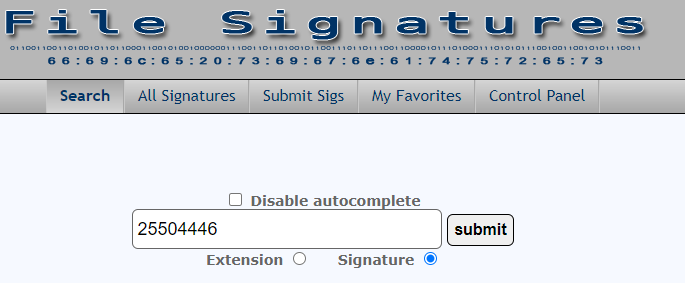 File Signatures
66:69:6c:65:20:73:69:67:6e:61:74:75:72:65:73
Search All Signatures Submit Sigs My Favorites Control Panel
Disable autocomplete
25504446 submit
Extension Signature